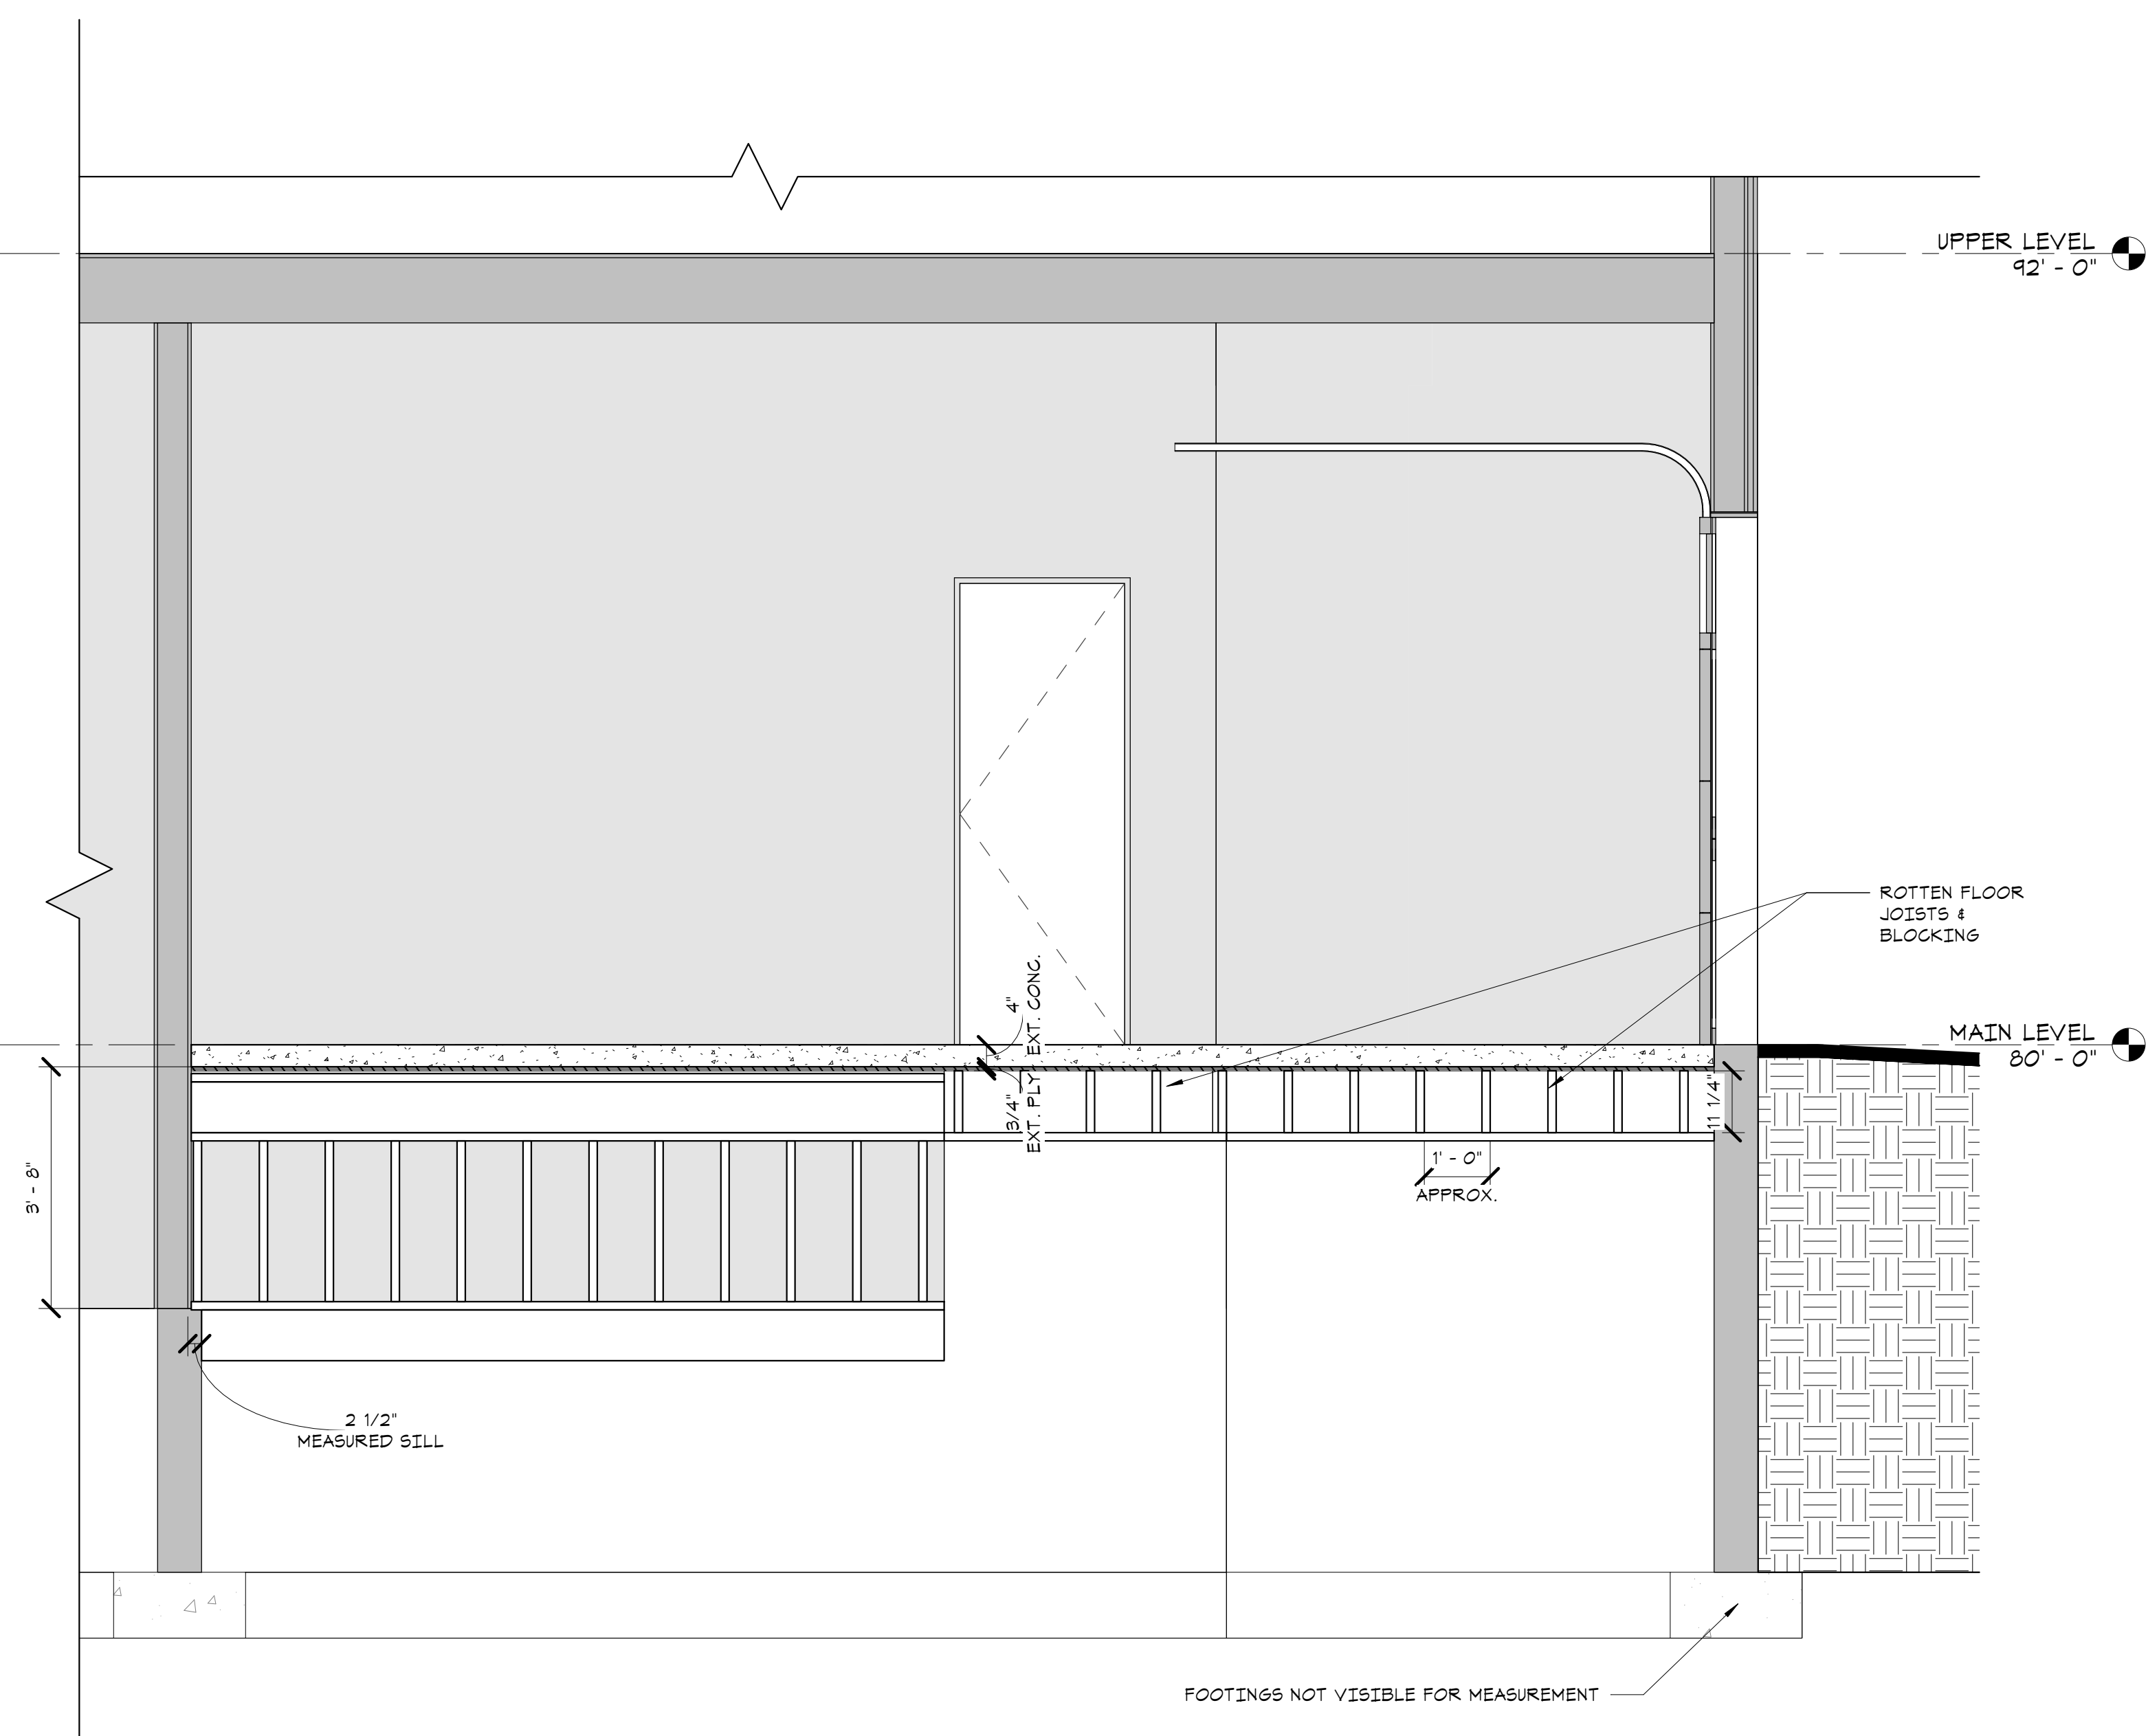 UPPER LEVEL
92' - 0"
ROTTEN FLOOR
JOISTS &
BLOCKING
MAIN LEVEL
80' - 0"
4"
EXT. CONC.
3/4"
EXT. PLY
11 1/4"
1' - 0"
APPROX.
3' - 8"
2 1/2"
MEASURED SILL
FOOTINGS NOT VISIBLE FOR MEASUREMENT